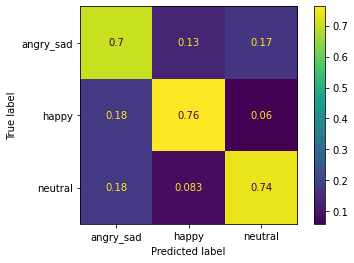 angry_sad 0.7 0.13 0.17
happy 0.18 0.76 0.06
neutral 0.18 0.083 0.74
angry_sad happy neutral
Predicted label
True label
0.7
0.6
0.5
0.4
0.3
0.2
0.1